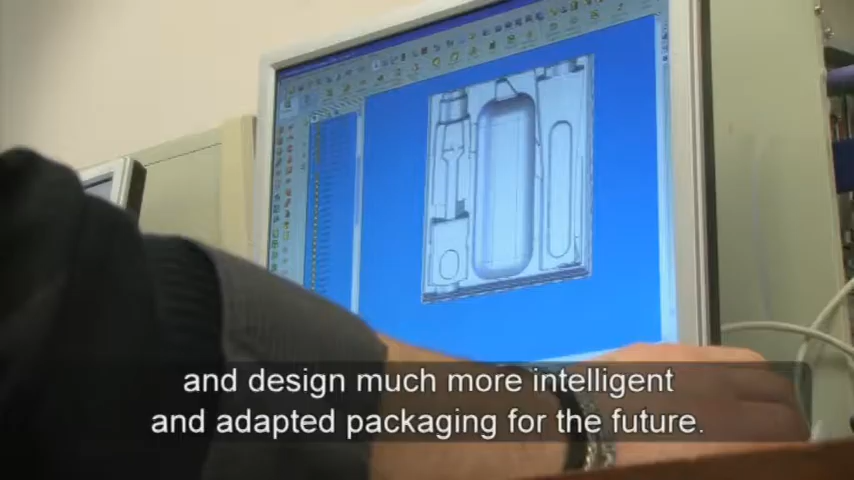 and design much more intelligent
and adapted packaging for the future.